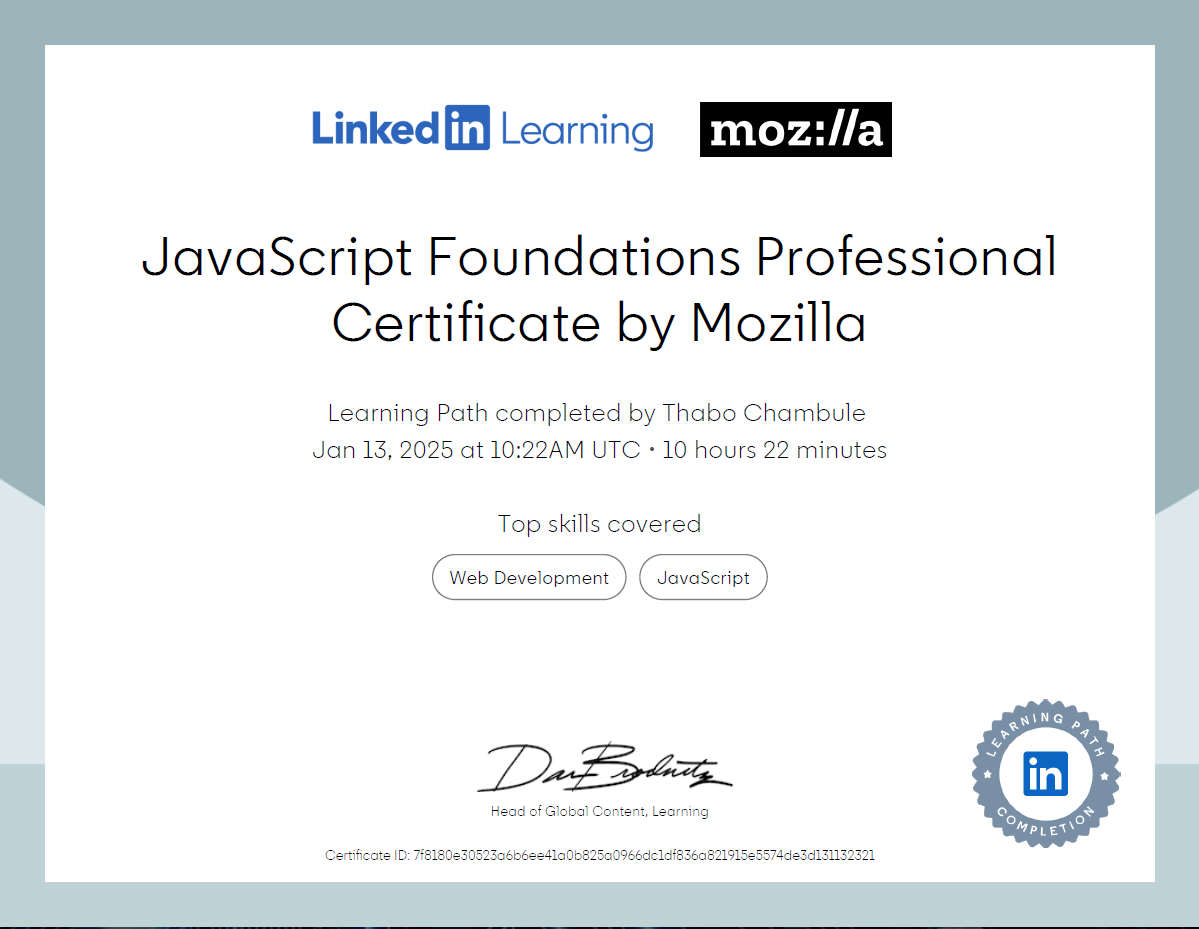 LinkedIn Learning
moz://a
JavaScript Foundations Professional
Certificate by Mozilla
Learning Path completed by Thabo Chambule
Jan 13, 2025 at 10:22AM UTC • 10 hours 22 minutes
Top skills covered
Web Development
JavaScript
Dan Brodnitz
Head of Global Content, Learning
LEARNING PATH
in
COMPLETION
Certificate ID: 7f8180e30523a6b6ee41a0b825a0966dc1df836a821915e5574de3d131132321